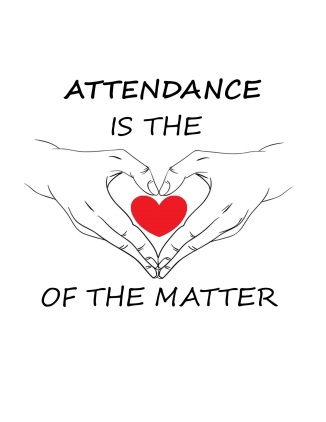 ATTENDANCE
IS THE
OF THE MATTER